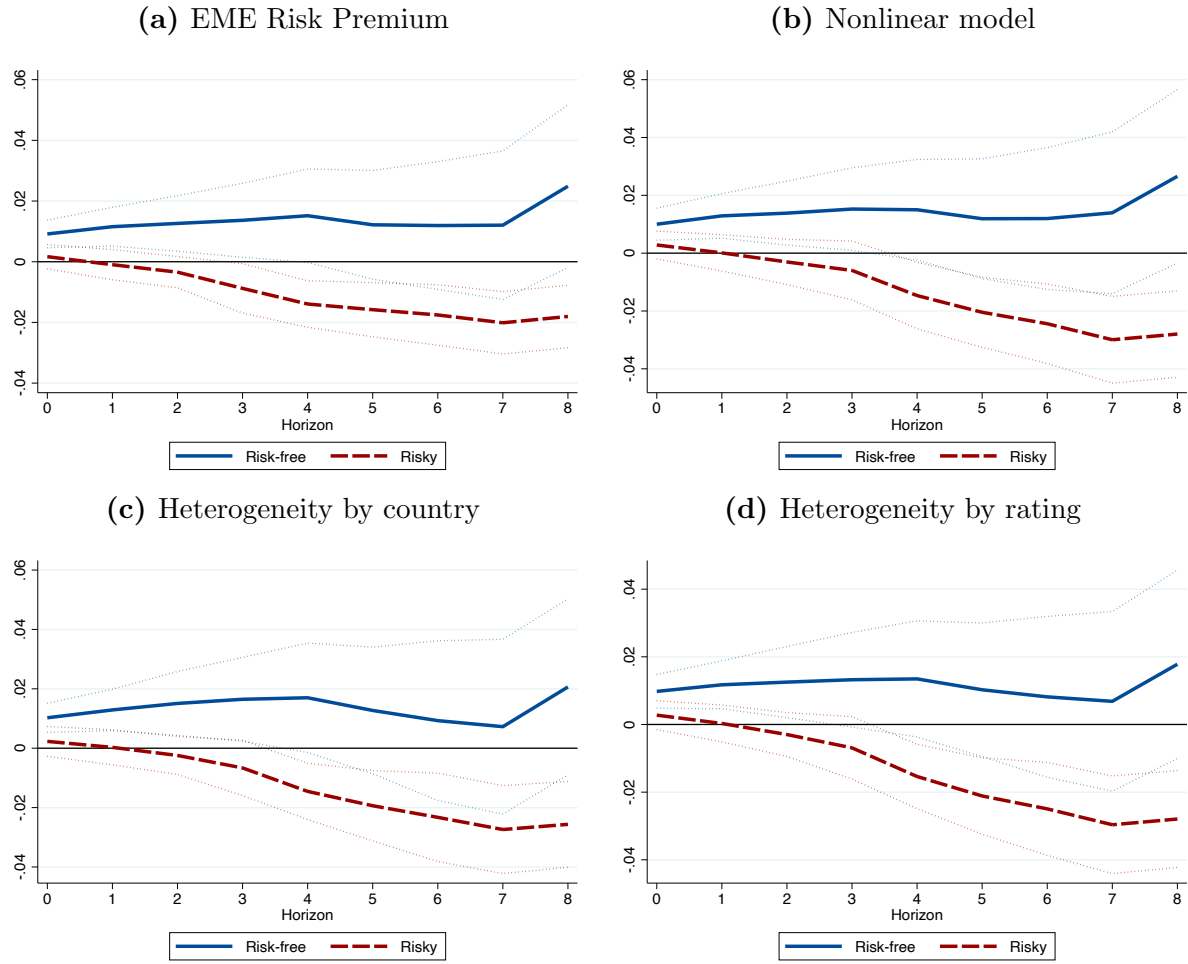 (a) EME Risk Premium
.06
.04
.02
0
-.02
-.04
0 1 2 3 4 5 6 7 8
Horizon
Risk-free Risky
(b) Nonlinear model
.06
.04
.02
0
-.02
-.04
0 1 2 3 4 5 6 7 8
Horizon
Risk-free Risky
(c) Heterogeneity by country
.06
.04
.02
0
-.02
-.04
0 1 2 3 4 5 6 7 8
Horizon
Risk-free Risky
(d) Heterogeneity by rating
.04
.02
0
-.02
-.04
0 1 2 3 4 5 6 7 8
Horizon
Risk-free Risky